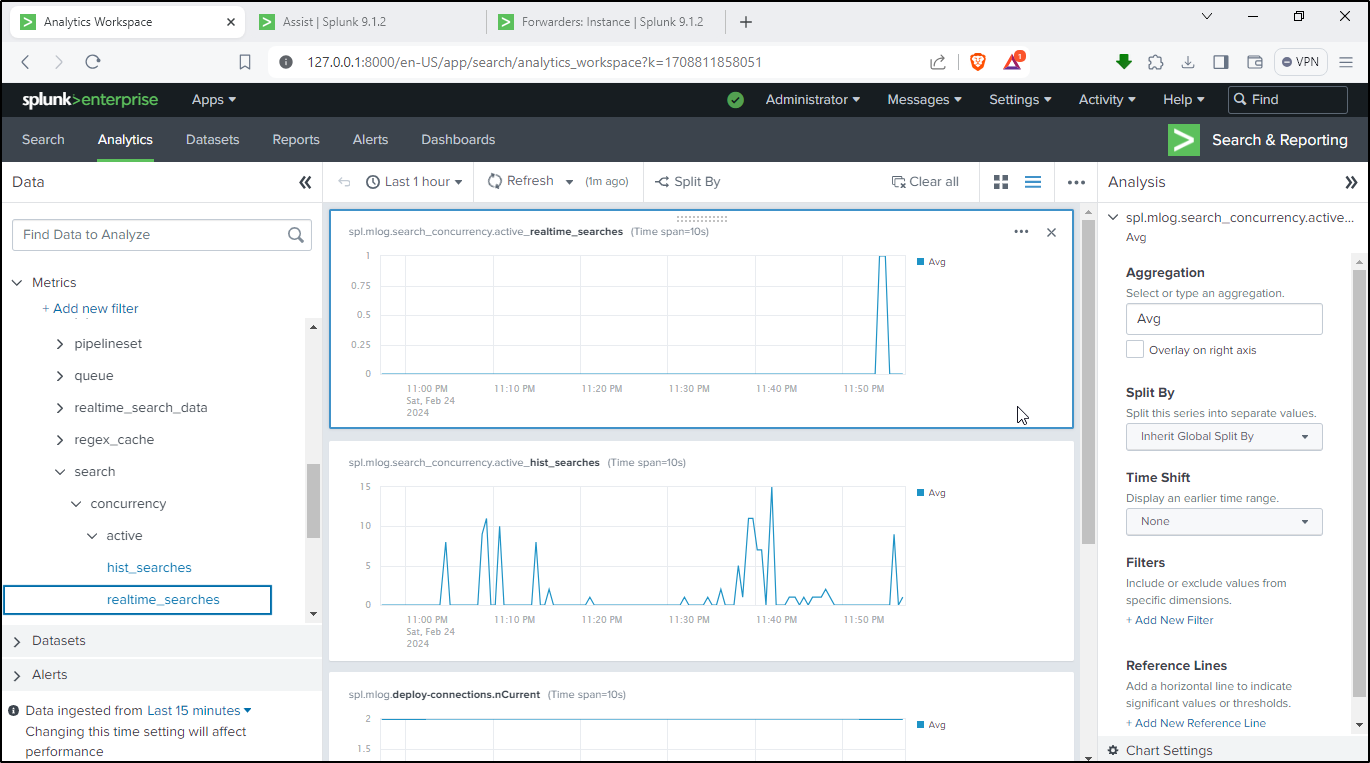 Analytics Workspace
Assist | Splunk 9.1.2
Forwarders: Instance | Splunk 9.1.2
127.0.0.1:8000/en-US/app/search/analytics_workspace?k=1708811858051
1
VPN
splunk>enterprise
Apps
Administrator
Messages
Settings
Activity
Help
Find
Search
Analytics
Datasets
Reports
Alerts
Dashboards
Search & Reporting
Data
Find Data to Analyze
Metrics
+ Add new filter
pipelineset
queue
realtime_search_data
regex_cache
search
concurrency
active
hist_searches
realtime_searches
Datasets
Alerts
Data ingested from Last 15 minutes
Changing this time setting will affect
performance
Last 1 hour
Refresh
(1m ago)
Split By
Clear all
spl.mlog.search_concurrency.active_realtime_searches (Time span=10s)
1
0.75
0.5
0.25
0
Avg
11:00 PM
Sat, Feb 24
2024
11:10 PM
11:20 PM
11:30 PM
11:40 PM
11:50 PM
spl.mlog.search_concurrency.active_hist_searches (Time span=10s)
15
10
5
0
Avg
11:00 PM
Sat, Feb 24
2024
11:10 PM
11:20 PM
11:30 PM
11:40 PM
11:50 PM
spl.mlog.deploy-connections.nCurrent (Time span=10s)
2
1.5
Avg
Analysis
spl.mlog.search_concurrency.active...
Avg
Aggregation
Select or type an aggregation.
Avg
Overlay on right axis
Split By
Split this series into separate values.
Inherit Global Split By
Time Shift
Display an earlier time range.
None
Filters
Include or exclude values from
specific dimensions.
+ Add New Filter
Reference Lines
Add a horizontal line to indicate
significant values or thresholds.
+ Add New Reference Line
Chart Settings